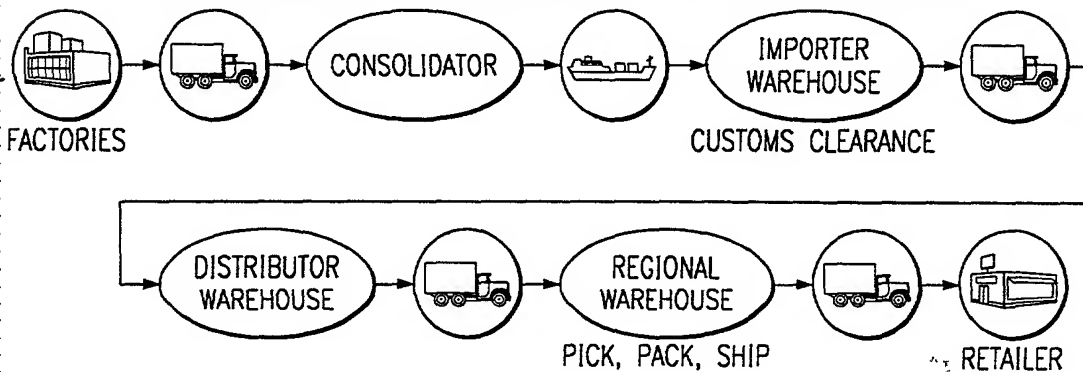 FACTORIES
CONSOLIDATOR
IMPORTER
WAREHOUSE
CUSTOMS CLEARANCE
DISTRIBUTOR
WAREHOUSE
REGIONAL
WAREHOUSE
PICK, PACK, SHIP
RETAILER